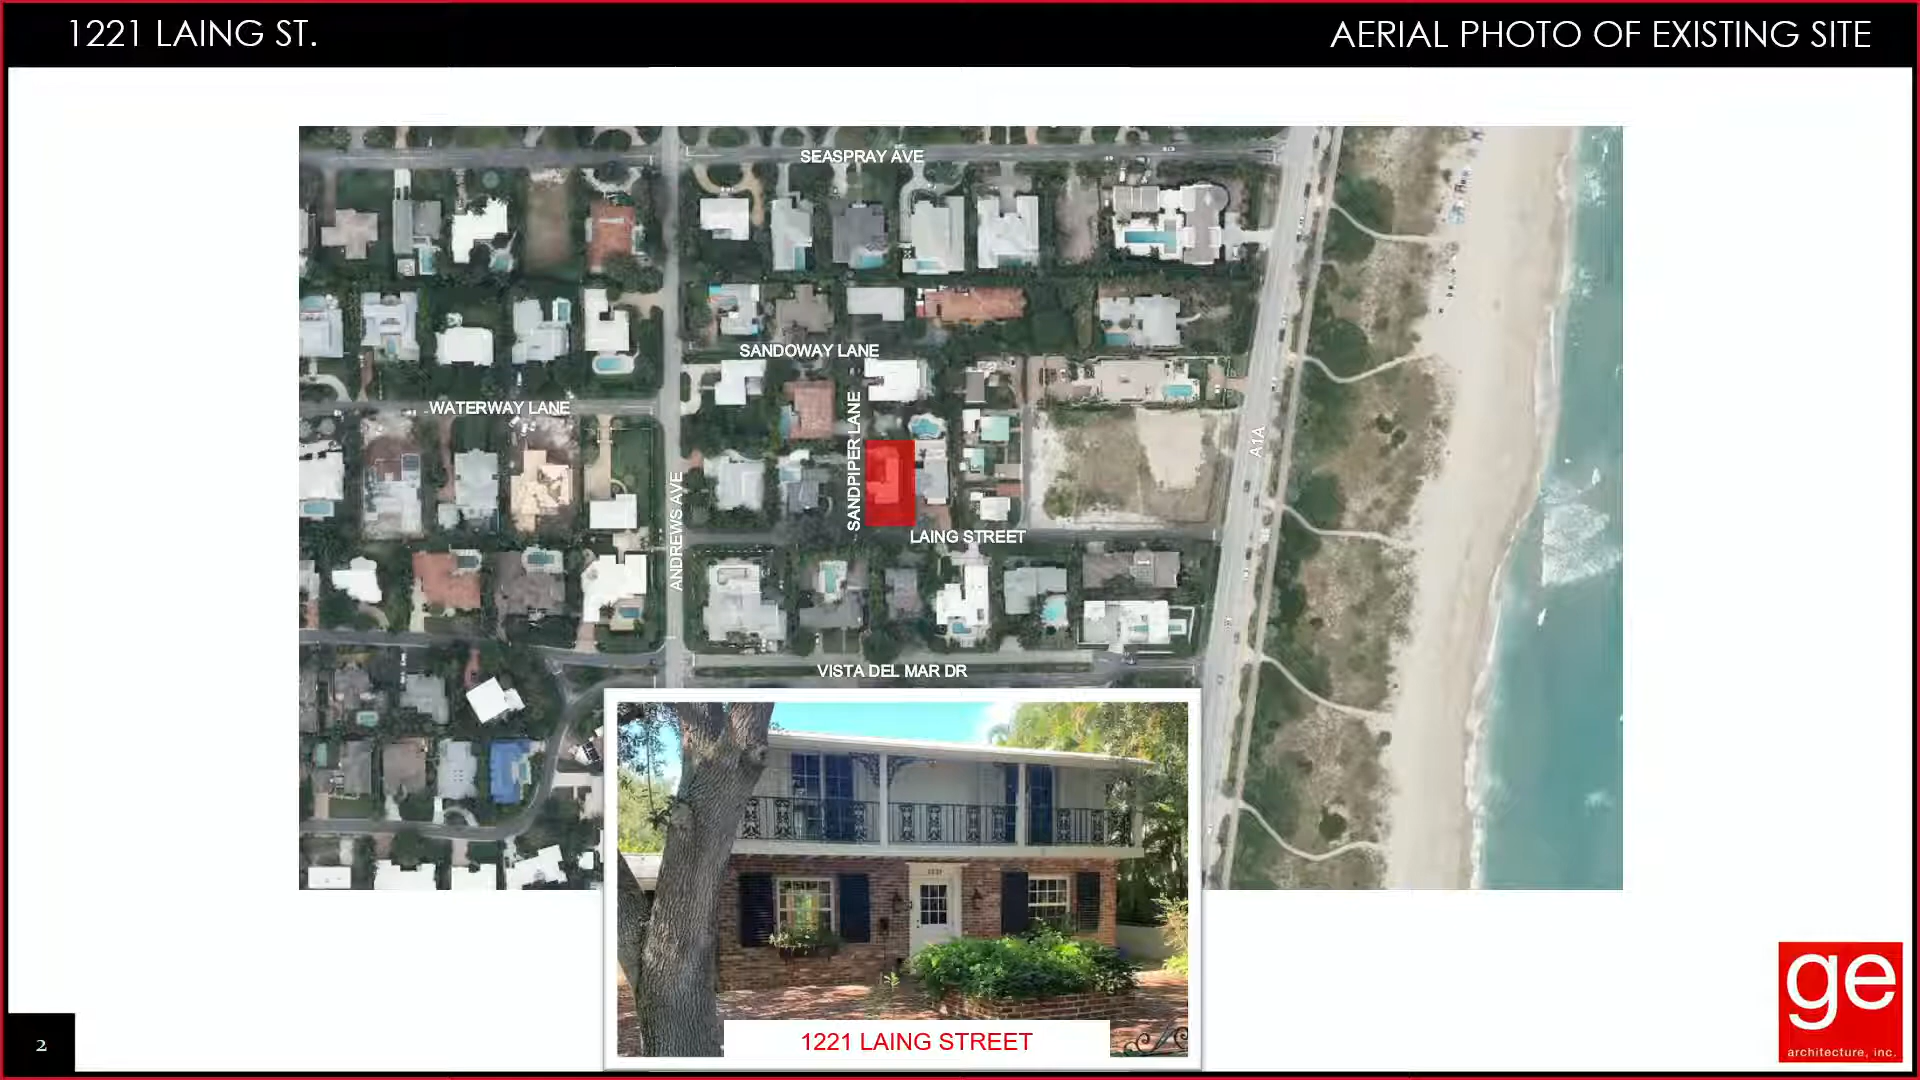 1221 LAING ST.
AERIAL PHOTO OF EXISTING SITE
SEASPRAY AVE
SANDOWAY LANE
WATERWAY LANE
SANDPIPER LANE
A1A
ANDREWS AVE
LAING STREET
VISTA DEL MAR DR
1221
1221 LAING STREET
2
ge
architecture, inc.